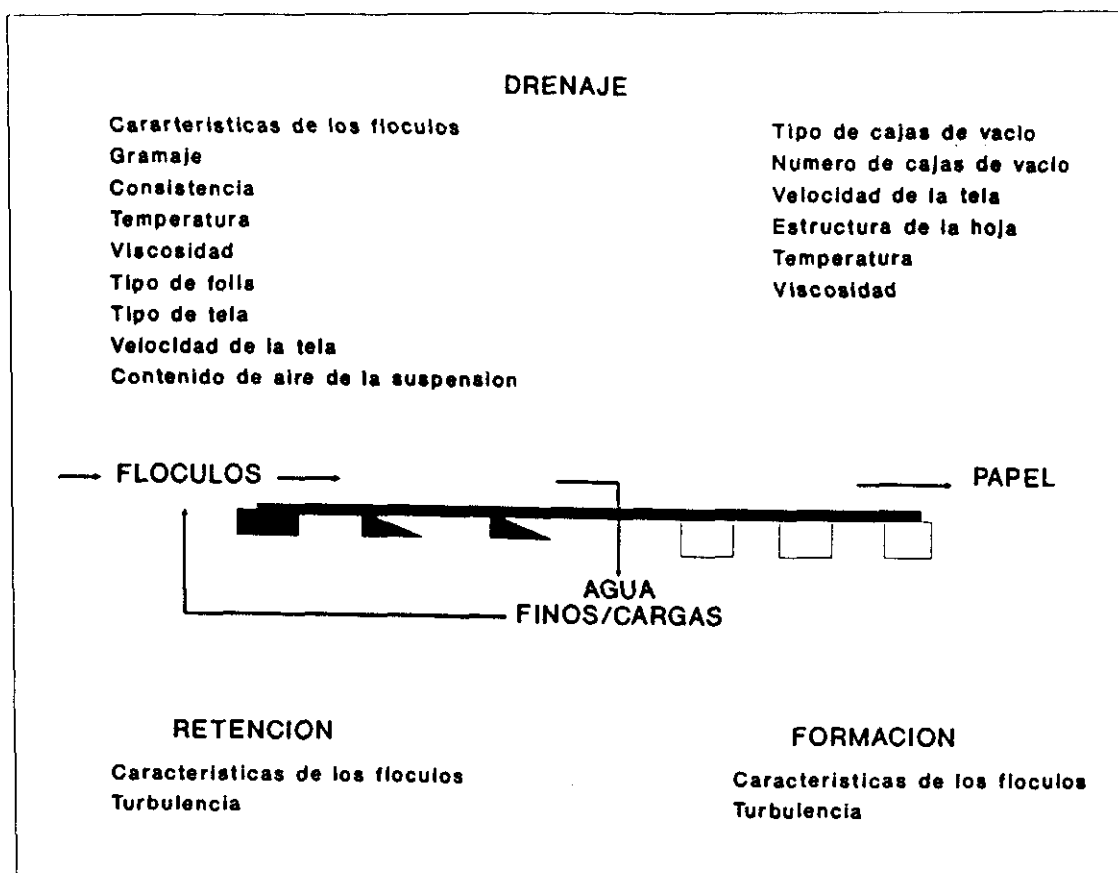 DRENAJE
Cararteristicas de los floculos
Gramaje
Consistencia
Temperatura
Viscosidad
Tipo de foils
Tipo de tela
Velocidad de la tela
Contenido de aire de la suspension
Tipo de cajas de vacio
Numero de cajas de vacio
Velocidad de la tela
Estructura de la hoja
Temperatura
Viscosidad
FLOCULOS
PAPEL
AGUA
FINOS/CARGAS
RETENCION
Caracteristicas de los floculos
Turbulencia
FORMACION
Caracteristicas de los floculos
Turbulencia